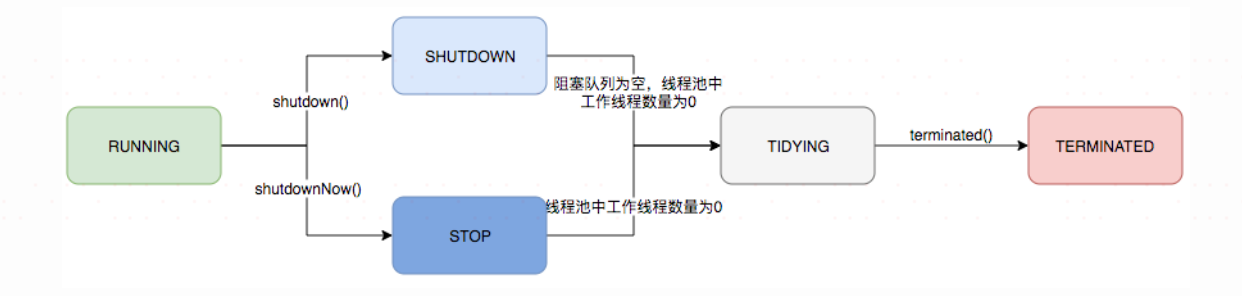 SHUTDOWN
shutdown()
阻塞队列为空，线程池中
工作线程数量为0
RUNNING
TIDYING
terminated()
TERMINATED
shutdownNow()
线程池中工作线程数量为0
STOP